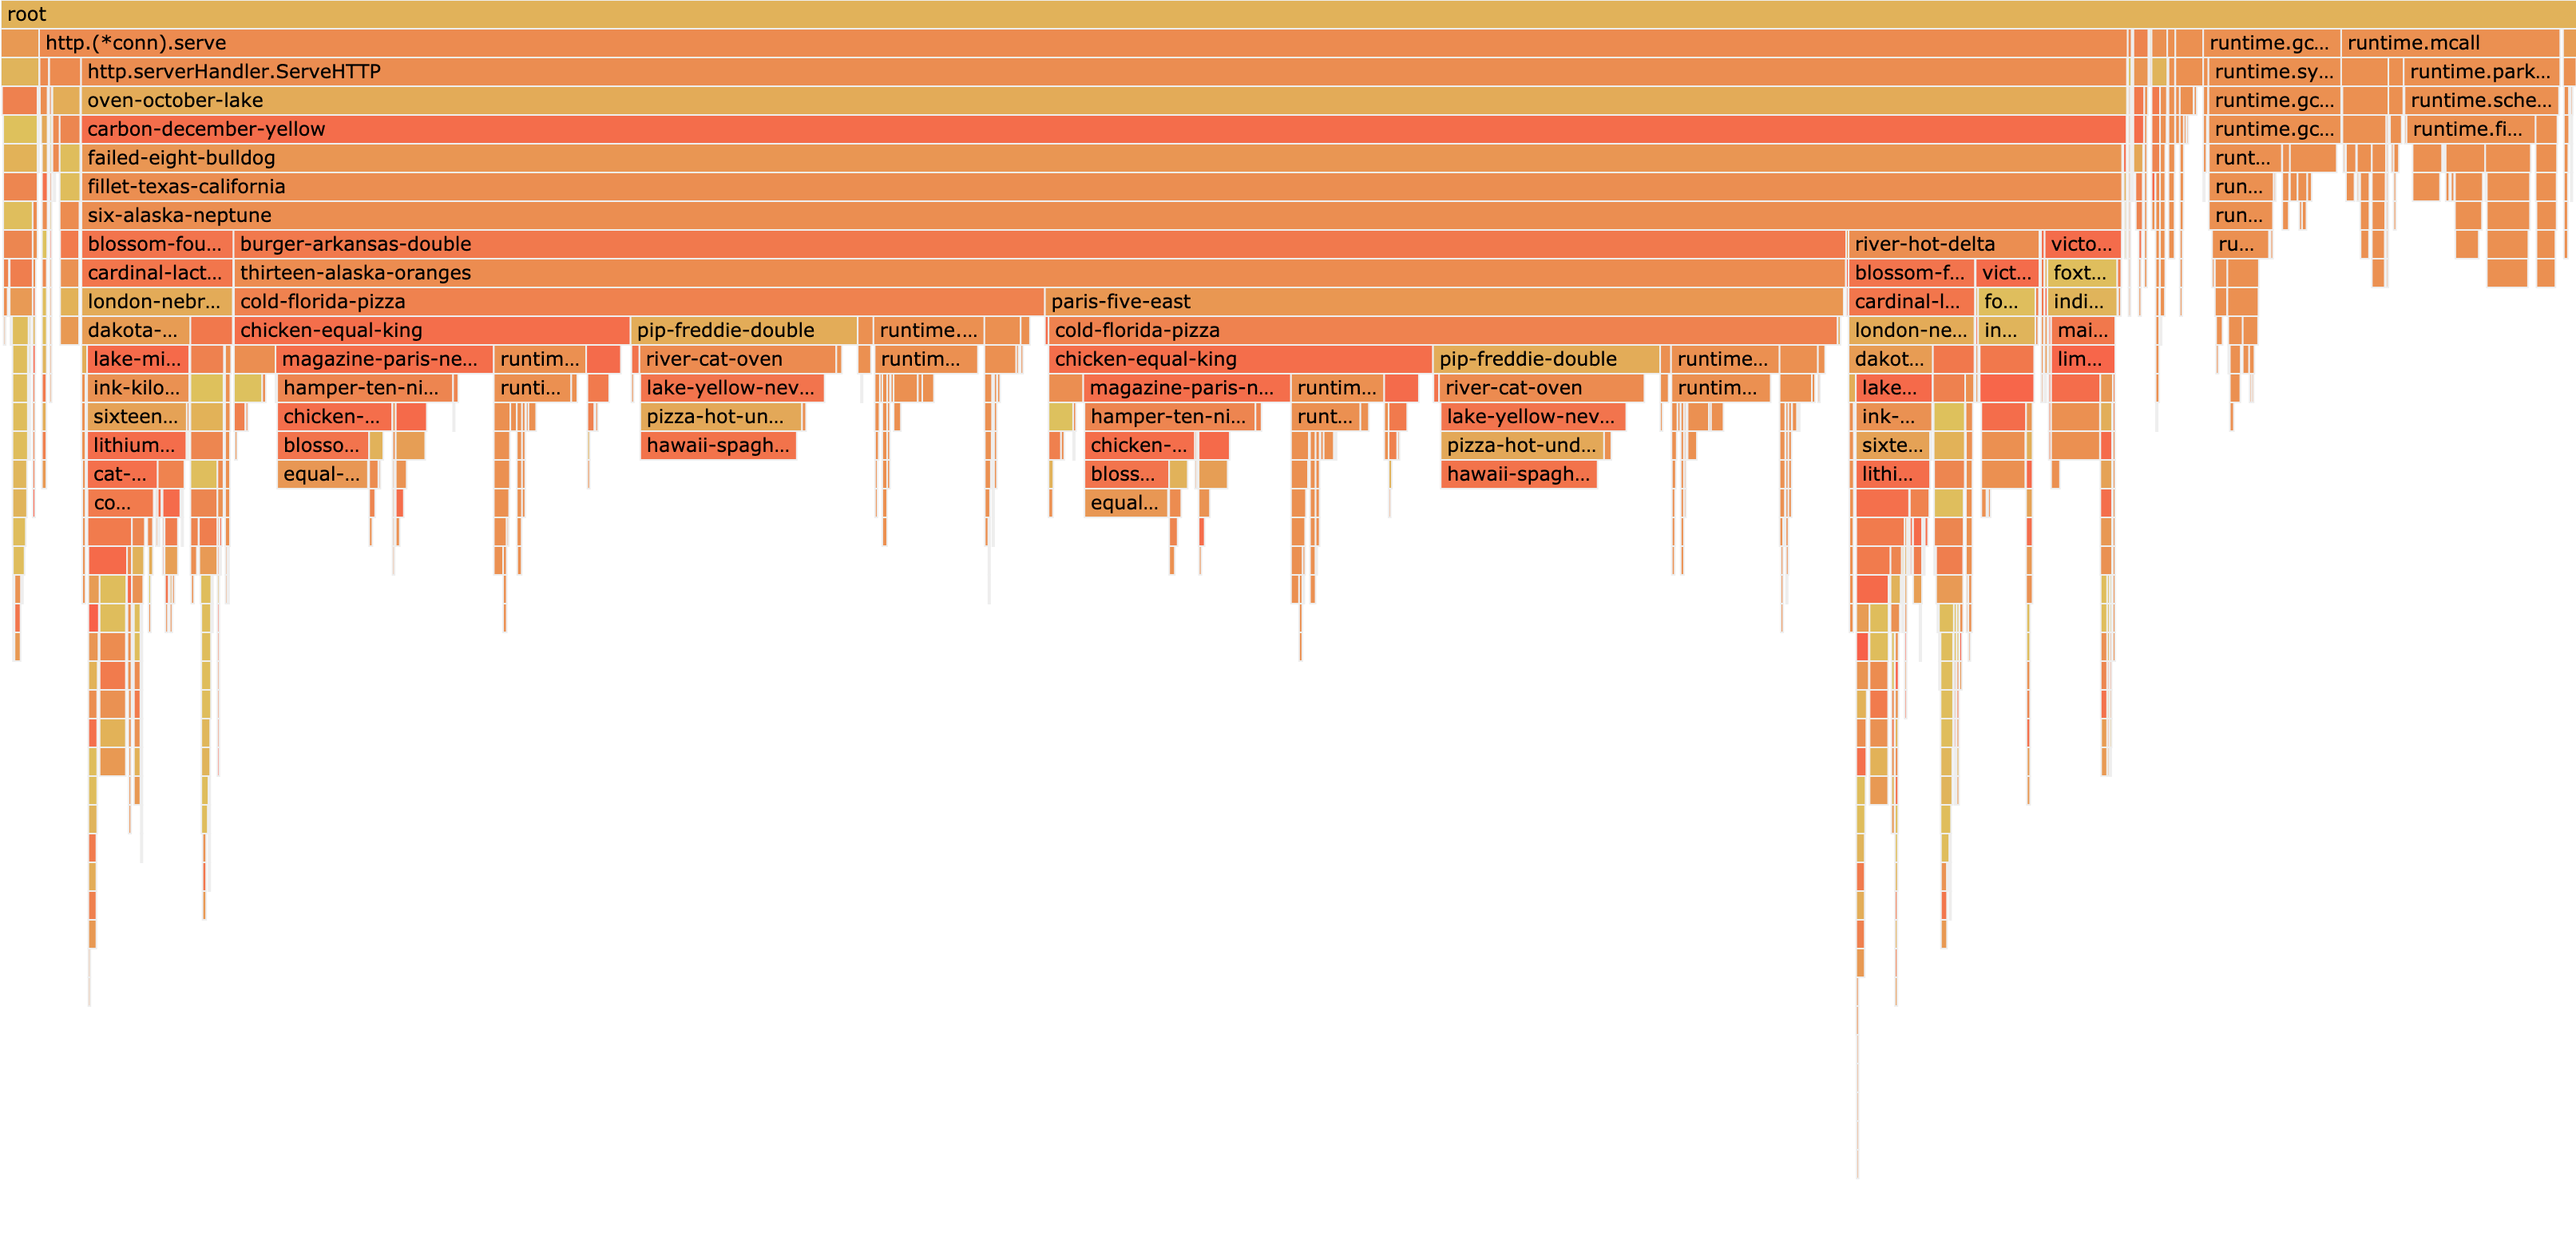 root
http.(*conn).serve runtime.gc... runtime.mcall
http.serverHandler.ServeHTTP runtime.sy... runtime.park...
oven-october-lake runtime.gc... runtime.sche...
carbon-december-yellow runtime.gc... runtime.fi...
failed-eight-bulldog runt...
fillet-texas-california run...
six-alaska-neptune run...
blossom-fou... burger-arkansas-double river-hot-delta victo... ru...
cardinal-lact... thirteen-alaska-oranges blossom-f... vict... foxt...
london-nebr... cold-florida-pizza paris-five-east cardinal-l... fo... indi...
dakota-... chicken-equal-king pip-freddie-double runtime.... cold-florida-pizza london-ne... in... mai...
lake-mi... magazine-paris-ne... runtim... river-cat-oven runtim... chicken-equal-king pip-freddie-double runtime... dakot... lim...
ink-kilo... hamper-ten-ni... runti... lake-yellow-nev... magazine-paris-n... runtim... river-cat-oven runtim... lake...
sixteen... chicken-... pizza-hot-un... hamper-ten-ni... runt... lake-yellow-nev... ink-...
lithium... blosso... hawaii-spagh... chicken-... pizza-hot-und... sixte...
cat-... equal-... bloss... hawaii-spagh... lithi...
co... equal...